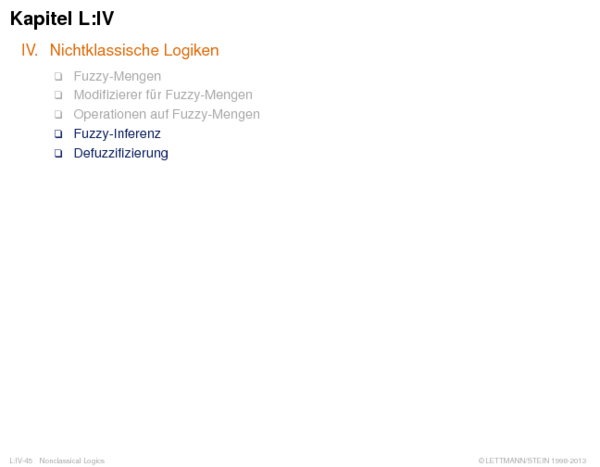 Kapitel L:IV
IV. Nichtklassische Logiken
❑ Fuzzy-Mengen
❑ Modifizierer für Fuzzy-Mengen
❑ Operationen auf Fuzzy-Mengen
❑ Fuzzy-Inferenz
❑ Defuzzifizierung
L:IV-45 Nonclassical Logics © LETTMANN/STEIN 1998-2013